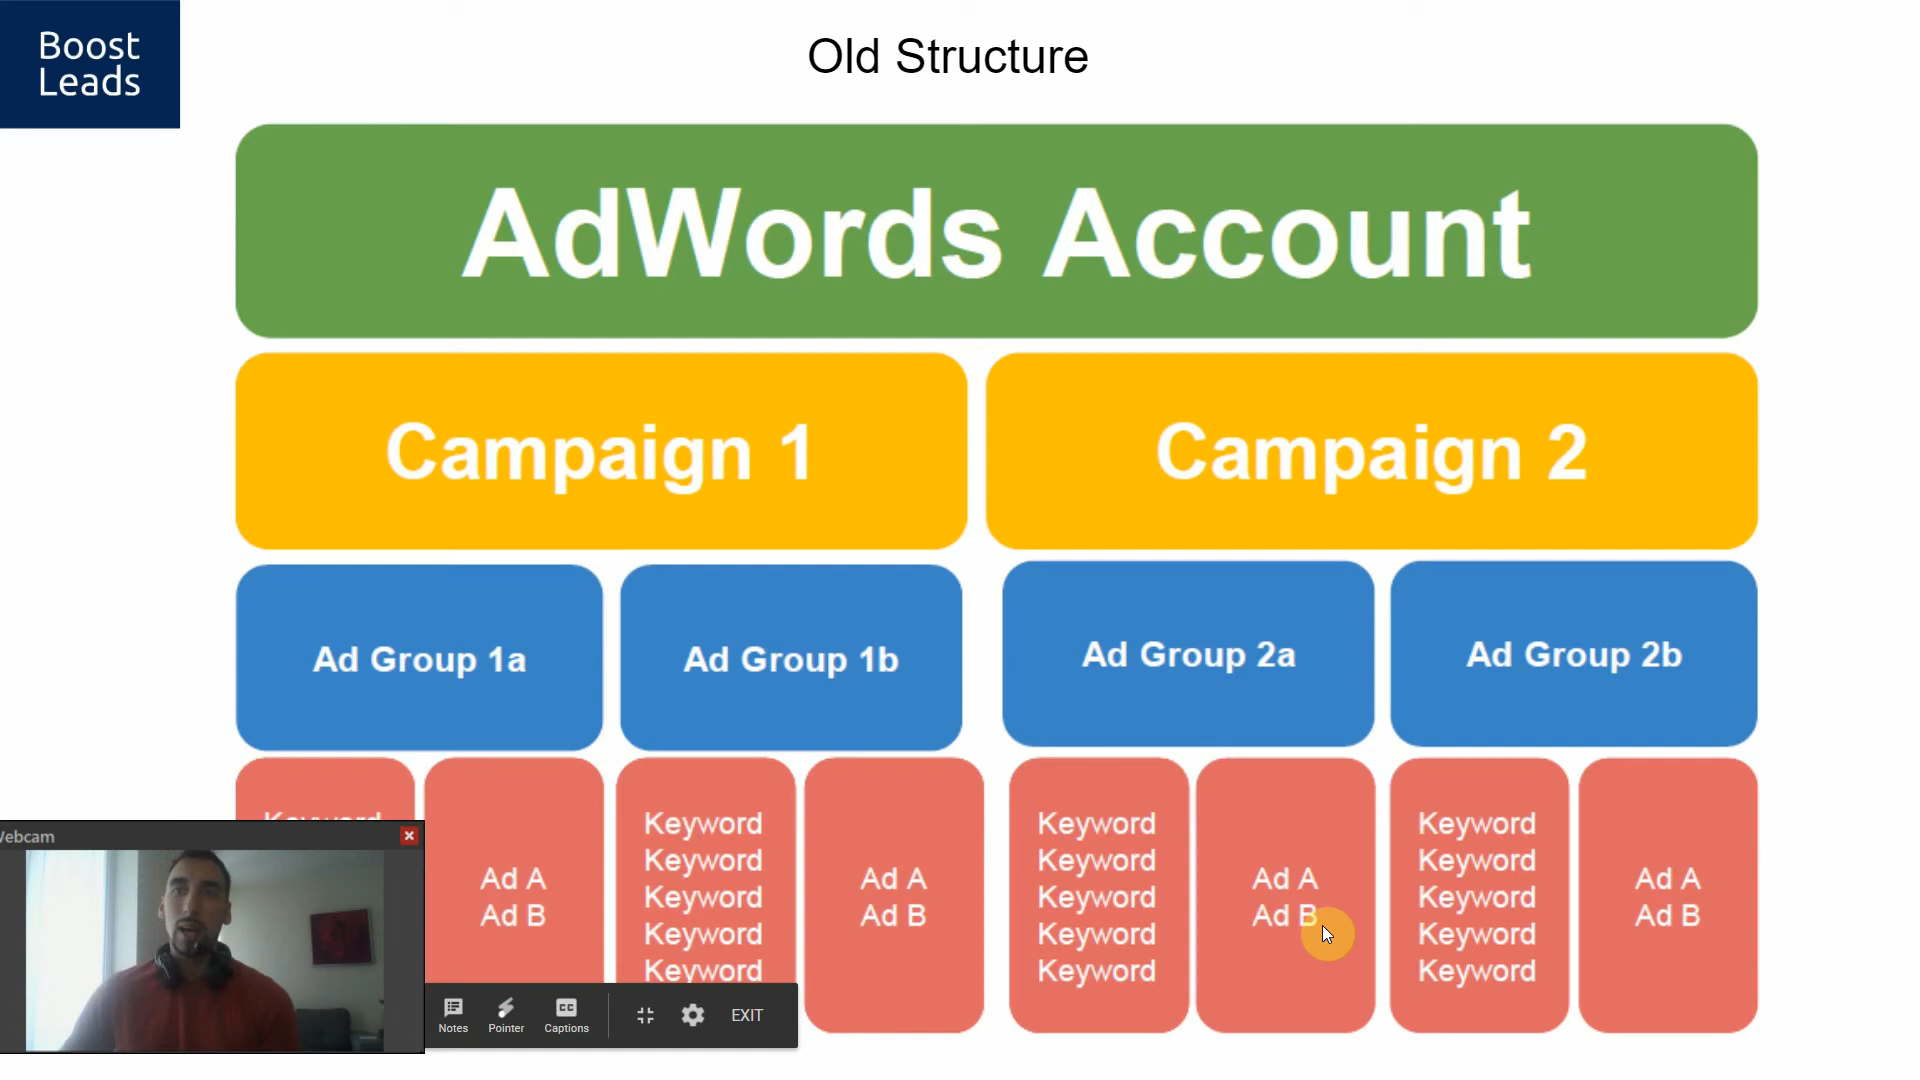 Boost
Leads
Old Structure
AdWords Account
Campaign 1
Campaign 2
Ad Group 1a
Ad Group 1b
Ad Group 2a
Ad Group 2b
Keyword
Ad A
Ad B
Keyword
Keyword
Keyword
Keyword
Keyword
Ad A
Ad B
Keyword
Keyword
Keyword
Keyword
Keyword
Ad A
Ad B
Keyword
Keyword
Keyword
Keyword
Keyword
Ad A
Ad B
Webcam
Notes
Pointer
CC
Captions
EXIT